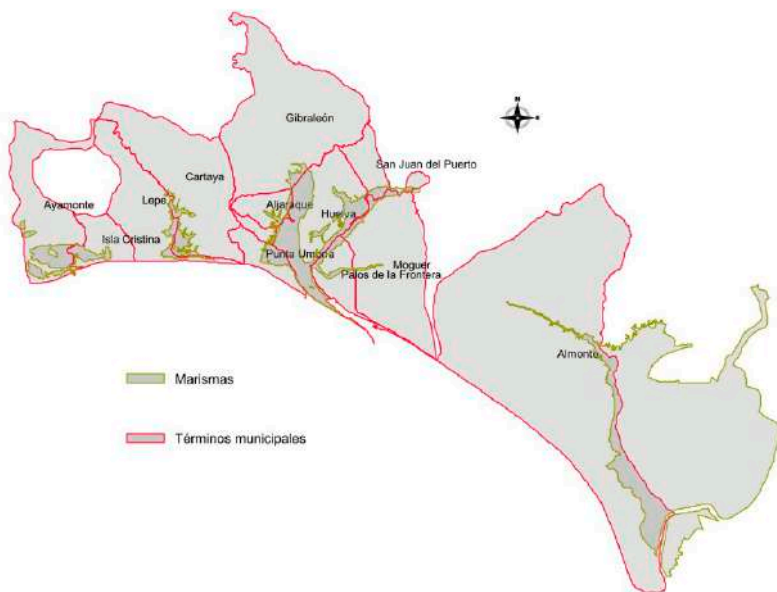 N
E
Gibraleón
San Juan del Puerto
Cartaya
Ayamonte
Lepe
Aljaraque
Huelva
Isla Cristina
Punta Umbría
Moguer
Palos de la Frontera
Almonte
Marismas
Términos municipales